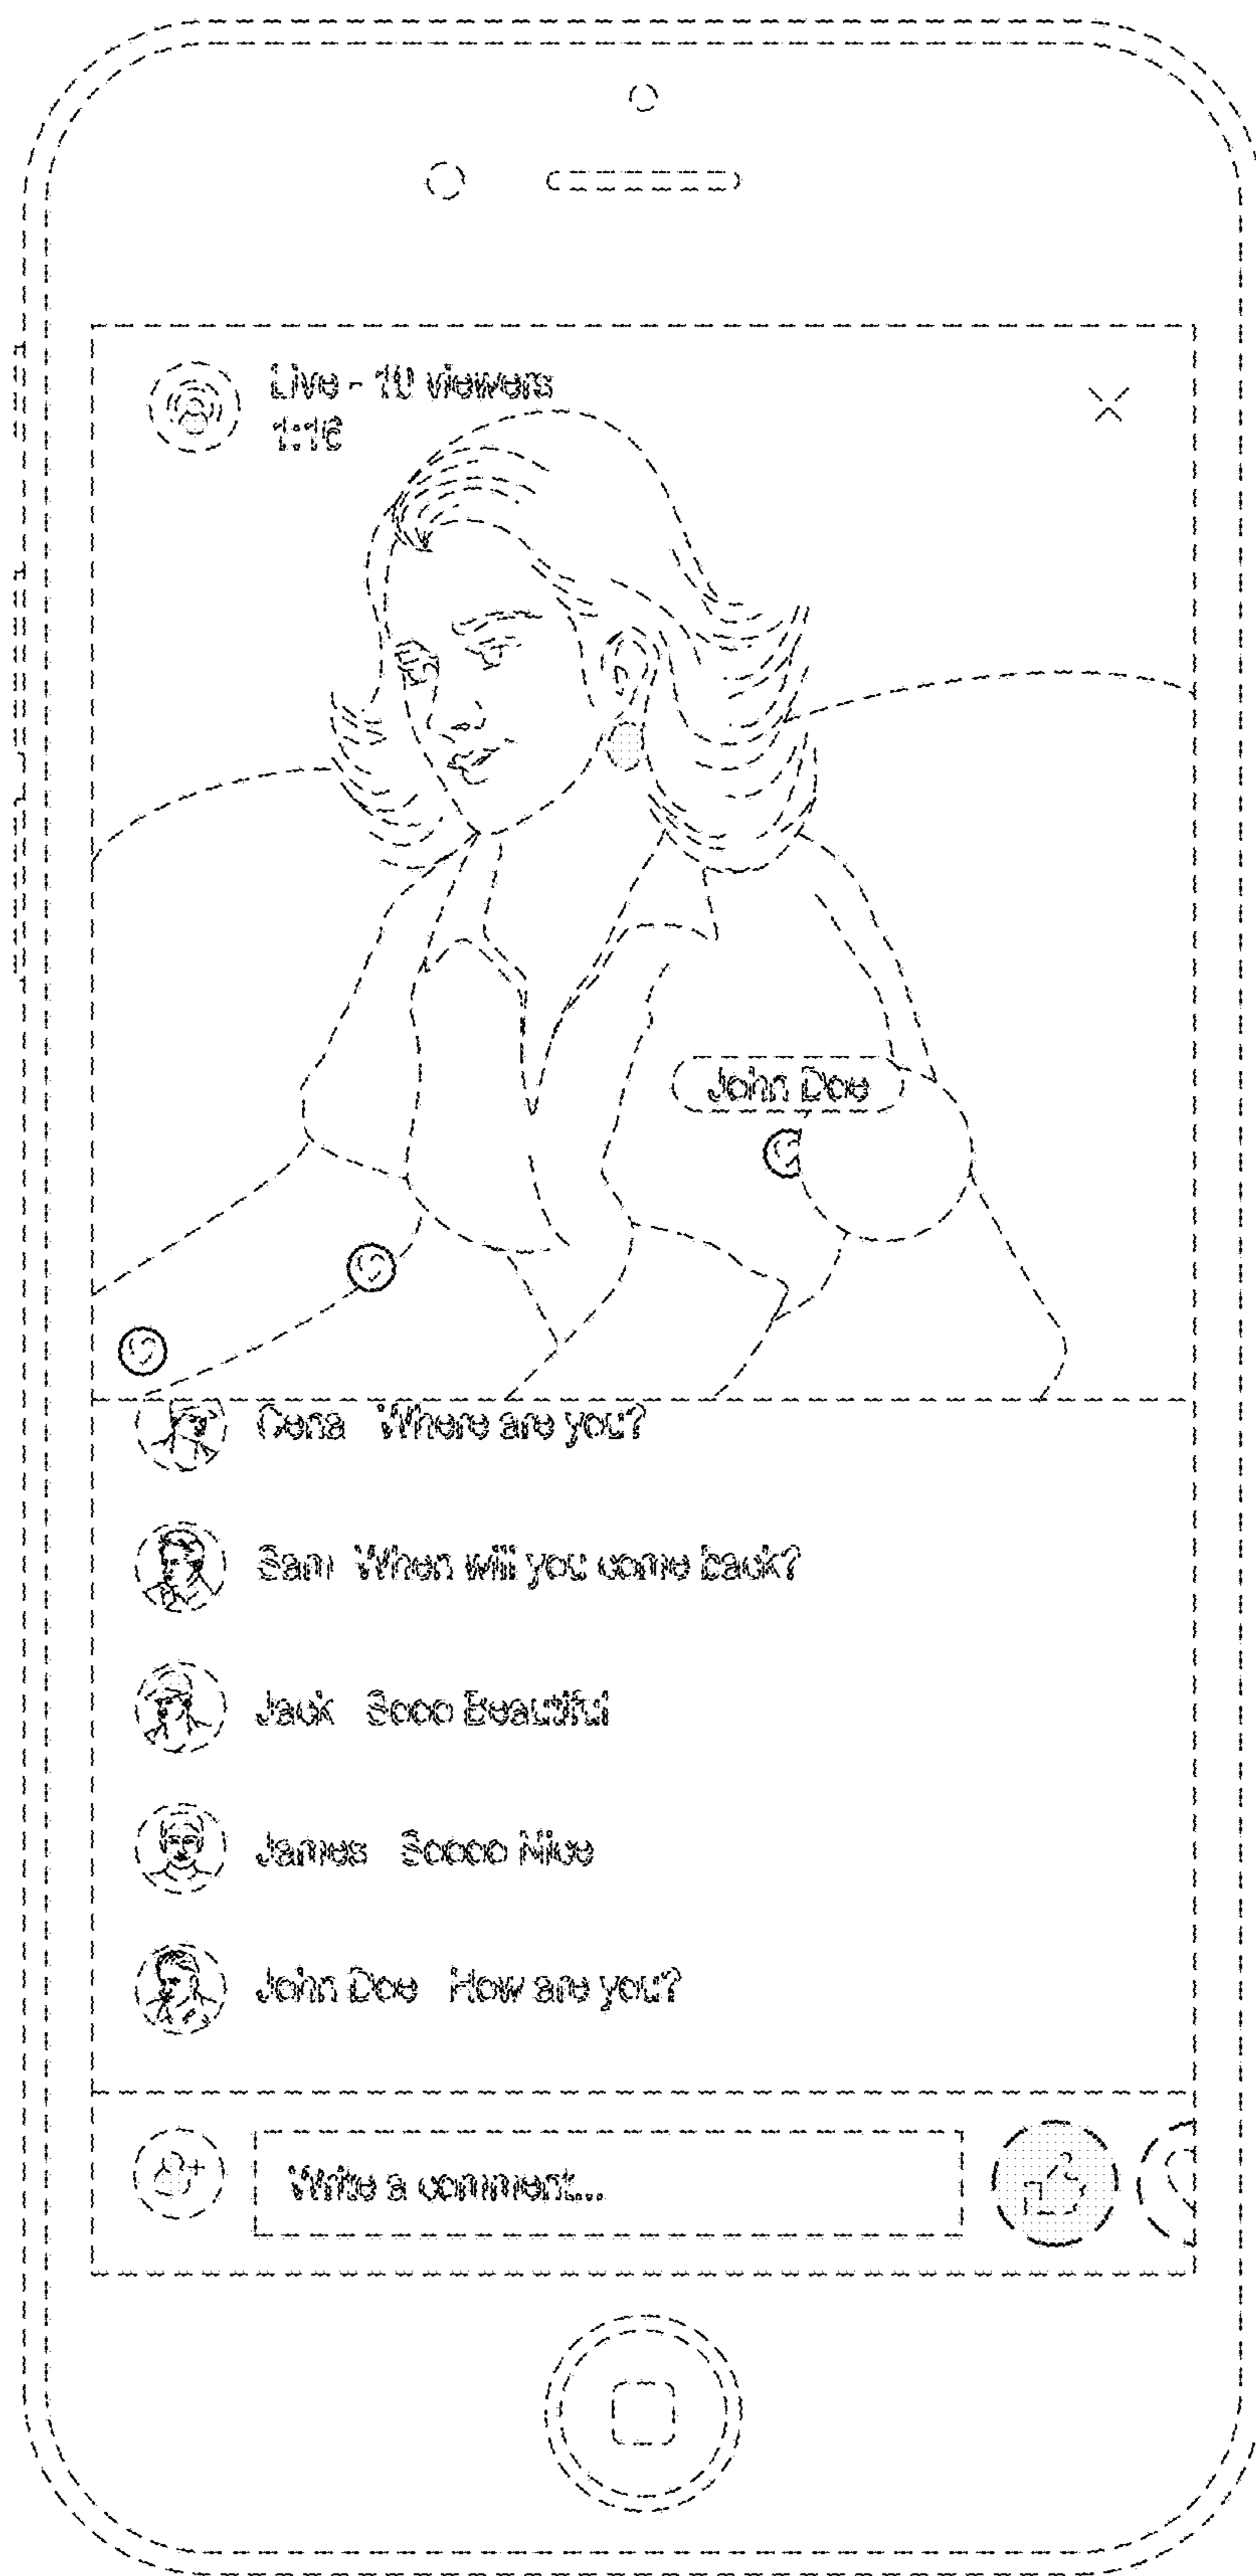 Live - 10 viewers
1:16
John Doe
Cena Where are you?
Sam When will you come back?
Jack Sooo Beautiful
James Soooo Nice
John Doe How are you?
Write a comment...